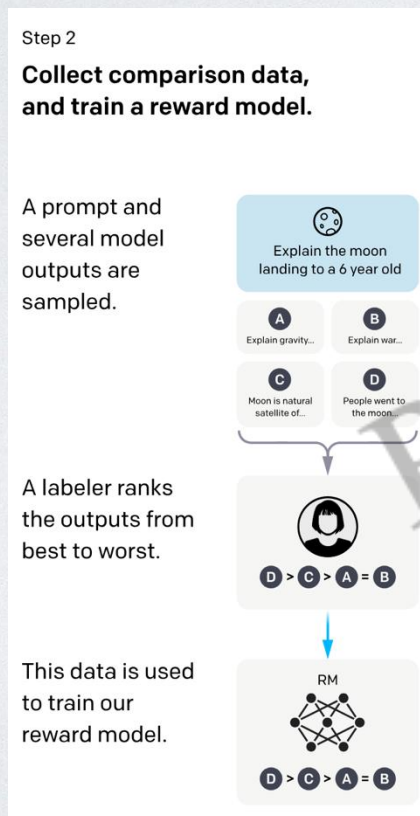 Step 2
Collect comparison data,
and train a reward model.
A prompt and
several model
outputs are
sampled.
Explain the moon
landing to a 6 year old
A
Explain gravity...
B
Explain war...
C
Moon is natural
satellite of...
D
People went to
the moon...
A labeler ranks
the outputs from
best to worst.
D > C > A = B
This data is used
to train our
reward model.
RM
D > C > A = B